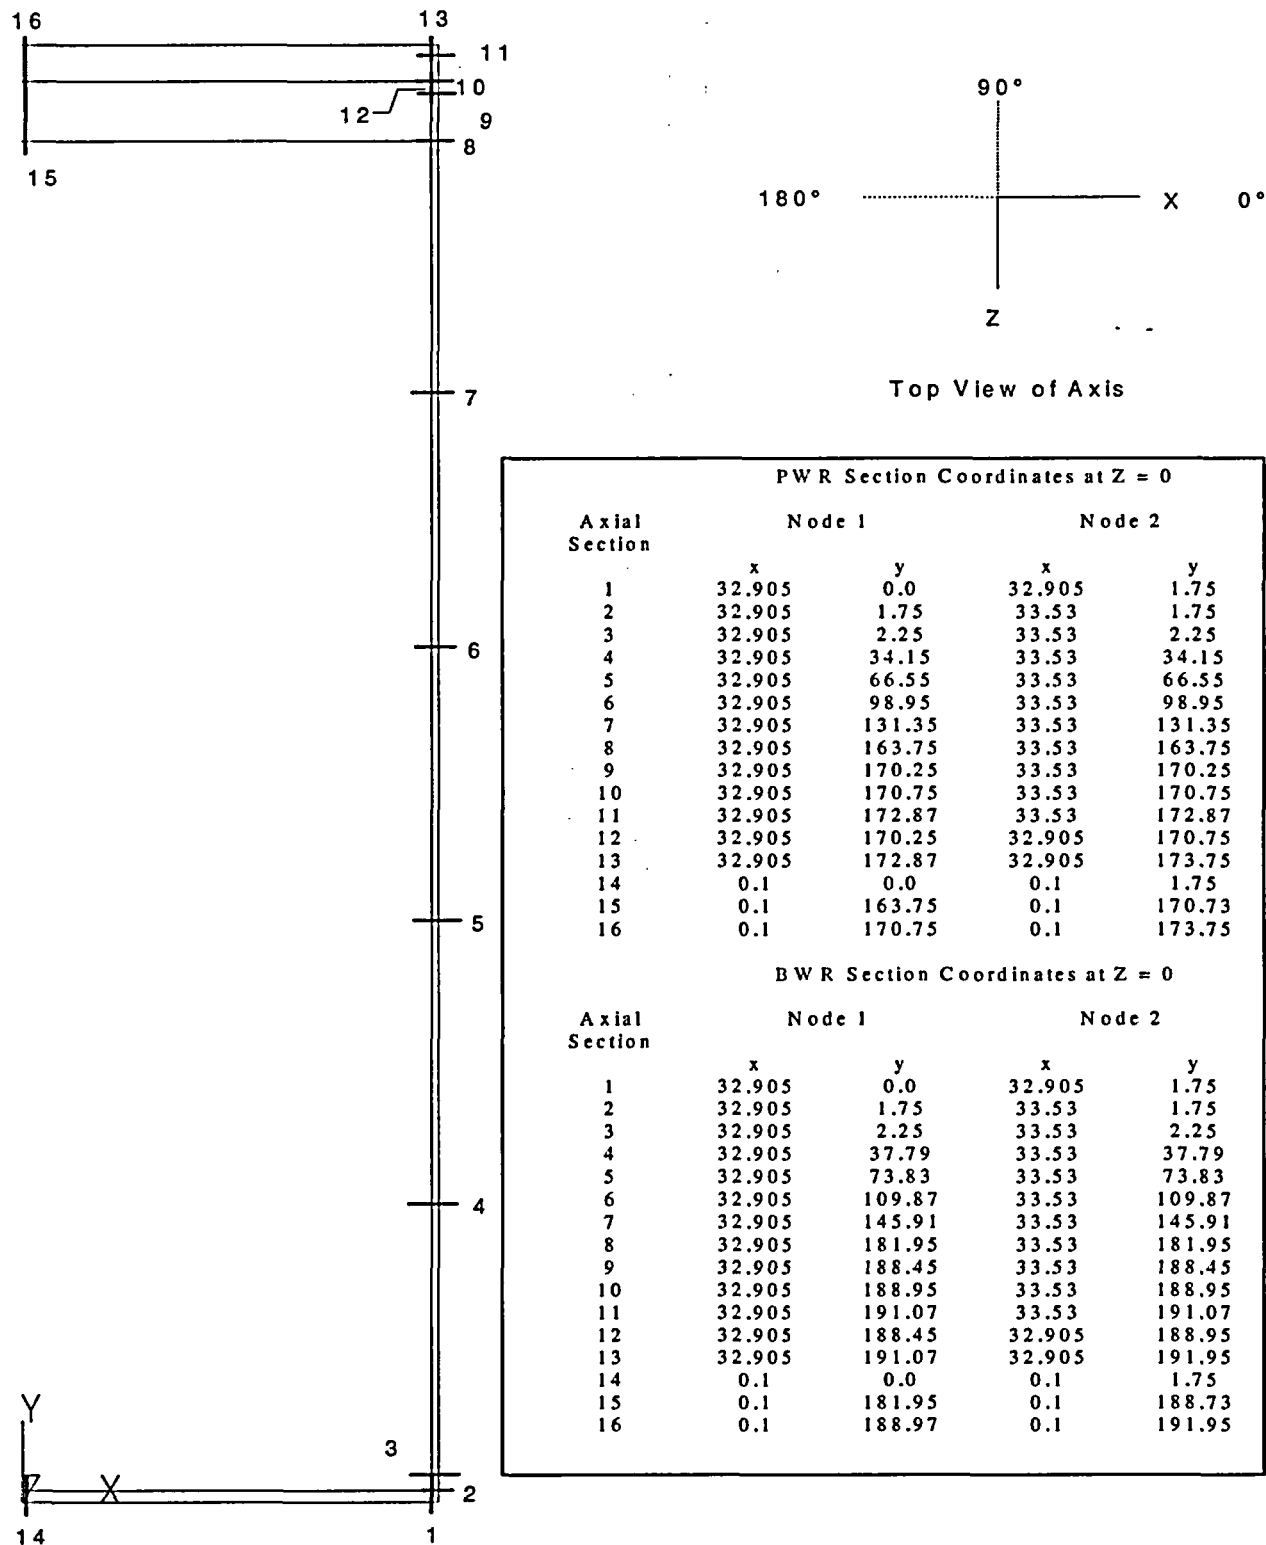 16
13
11
10
12
9
8
15
7
6
5
4
Y
3
Z
X
2
14
1
90°
180°
X
0°
Z
Top View of Axis
PWR Section Coordinates at Z = 0
Axial Node 1 Node 2
Section
x y x y
1 32.905 0.0 32.905 1.75
2 32.905 1.75 33.53 1.75
3 32.905 2.25 33.53 2.25
4 32.905 34.15 33.53 34.15
5 32.905 66.55 33.53 66.55
6 32.905 98.95 33.53 98.95
7 32.905 131.35 33.53 131.35
8 32.905 163.75 33.53 163.75
9 32.905 170.25 33.53 170.25
10 32.905 170.75 33.53 170.75
11 32.905 172.87 33.53 172.87
12 32.905 170.25 32.905 170.75
13 32.905 172.87 32.905 173.75
14 0.1 0.0 0.1 1.75
15 0.1 163.75 0.1 170.73
16 0.1 170.75 0.1 173.75
BWR Section Coordinates at Z = 0
Axial Node 1 Node 2
Section
x y x y
1 32.905 0.0 32.905 1.75
2 32.905 1.75 33.53 1.75
3 32.905 2.25 33.53 2.25
4 32.905 37.79 33.53 37.79
5 32.905 73.83 33.53 73.83
6 32.905 109.87 33.53 109.87
7 32.905 145.91 33.53 145.91
8 32.905 181.95 33.53 181.95
9 32.905 188.45 33.53 188.45
10 32.905 188.95 33.53 188.95
11 32.905 191.07 33.53 191.07
12 32.905 188.45 32.905 188.95
13 32.905 191.07 32.905 191.95
14 0.1 0.0 0.1 1.75
15 0.1 181.95 0.1 188.73
16 0.1 188.97 0.1 191.95